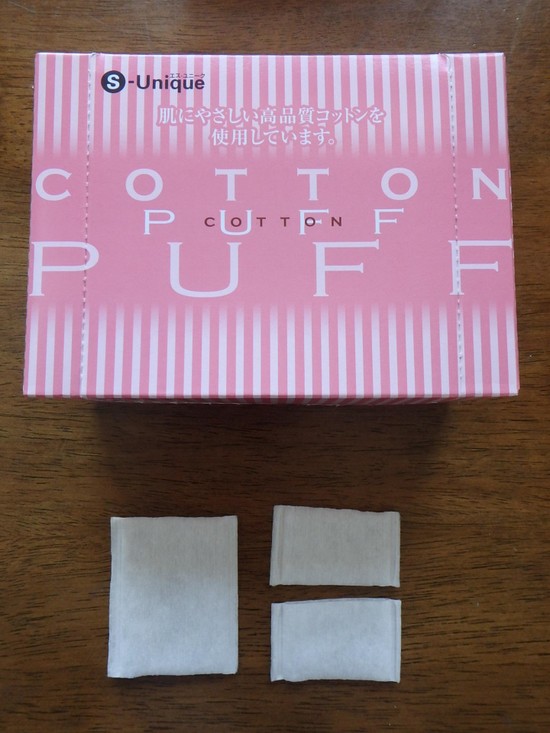 S-Unique
エス・ユニーク
肌にやさしい高品質コットンを
使用しています。
COTTON
PUFF
COTTON
PUFF